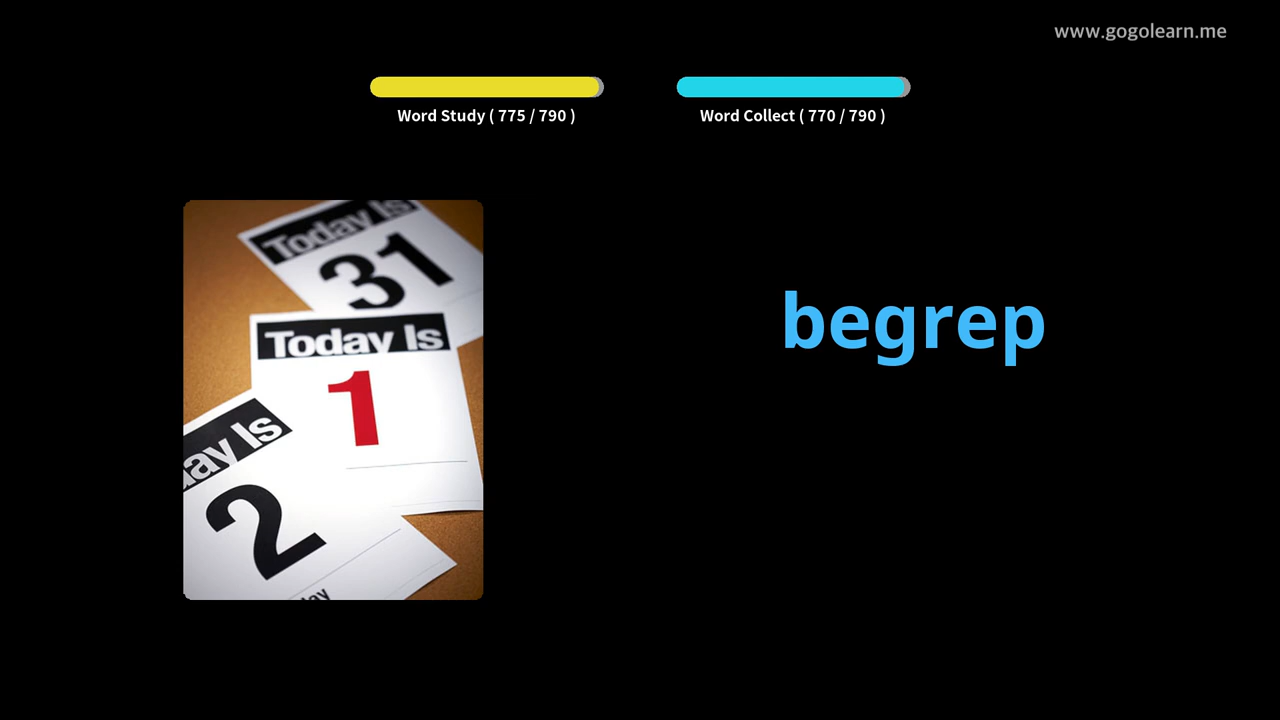 www.gogolearn.me
Word Study ( 775 / 790 )
Word Collect ( 770 / 790 )
Today Is
31
Today Is
1
day Is
2
begrep